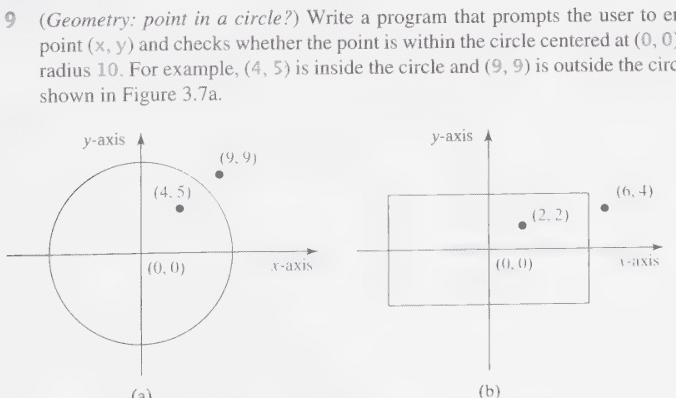 9 (Geometry: point in a circle?) Write a program that prompts the user to
point (x, y) and checks whether the point is within the circle centered at (0, 0)
radius 10. For example, (4, 5) is inside the circle and (9, 9) is outside the
shown in Figure 3.7a.
y-axis
(9, 9)
(4, 5)
(0, 0)
x-axis
(a)
y-axis
(6, 4)
(2, 2)
(0, 0)
x-axis
(b)